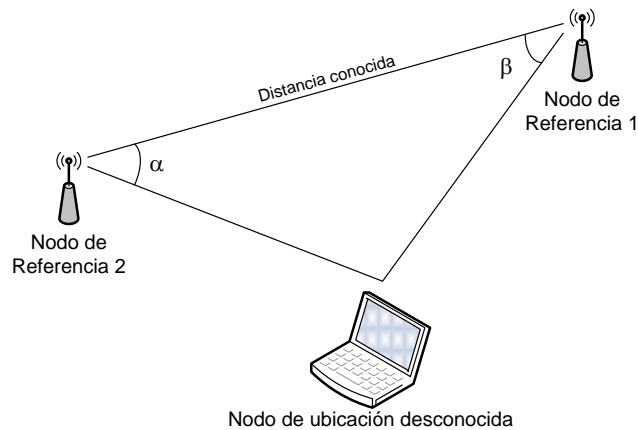 Distancia conocida
β
Nodo de
Referencia 1
α
Nodo de
Referencia 2
Nodo de ubicación desconocida